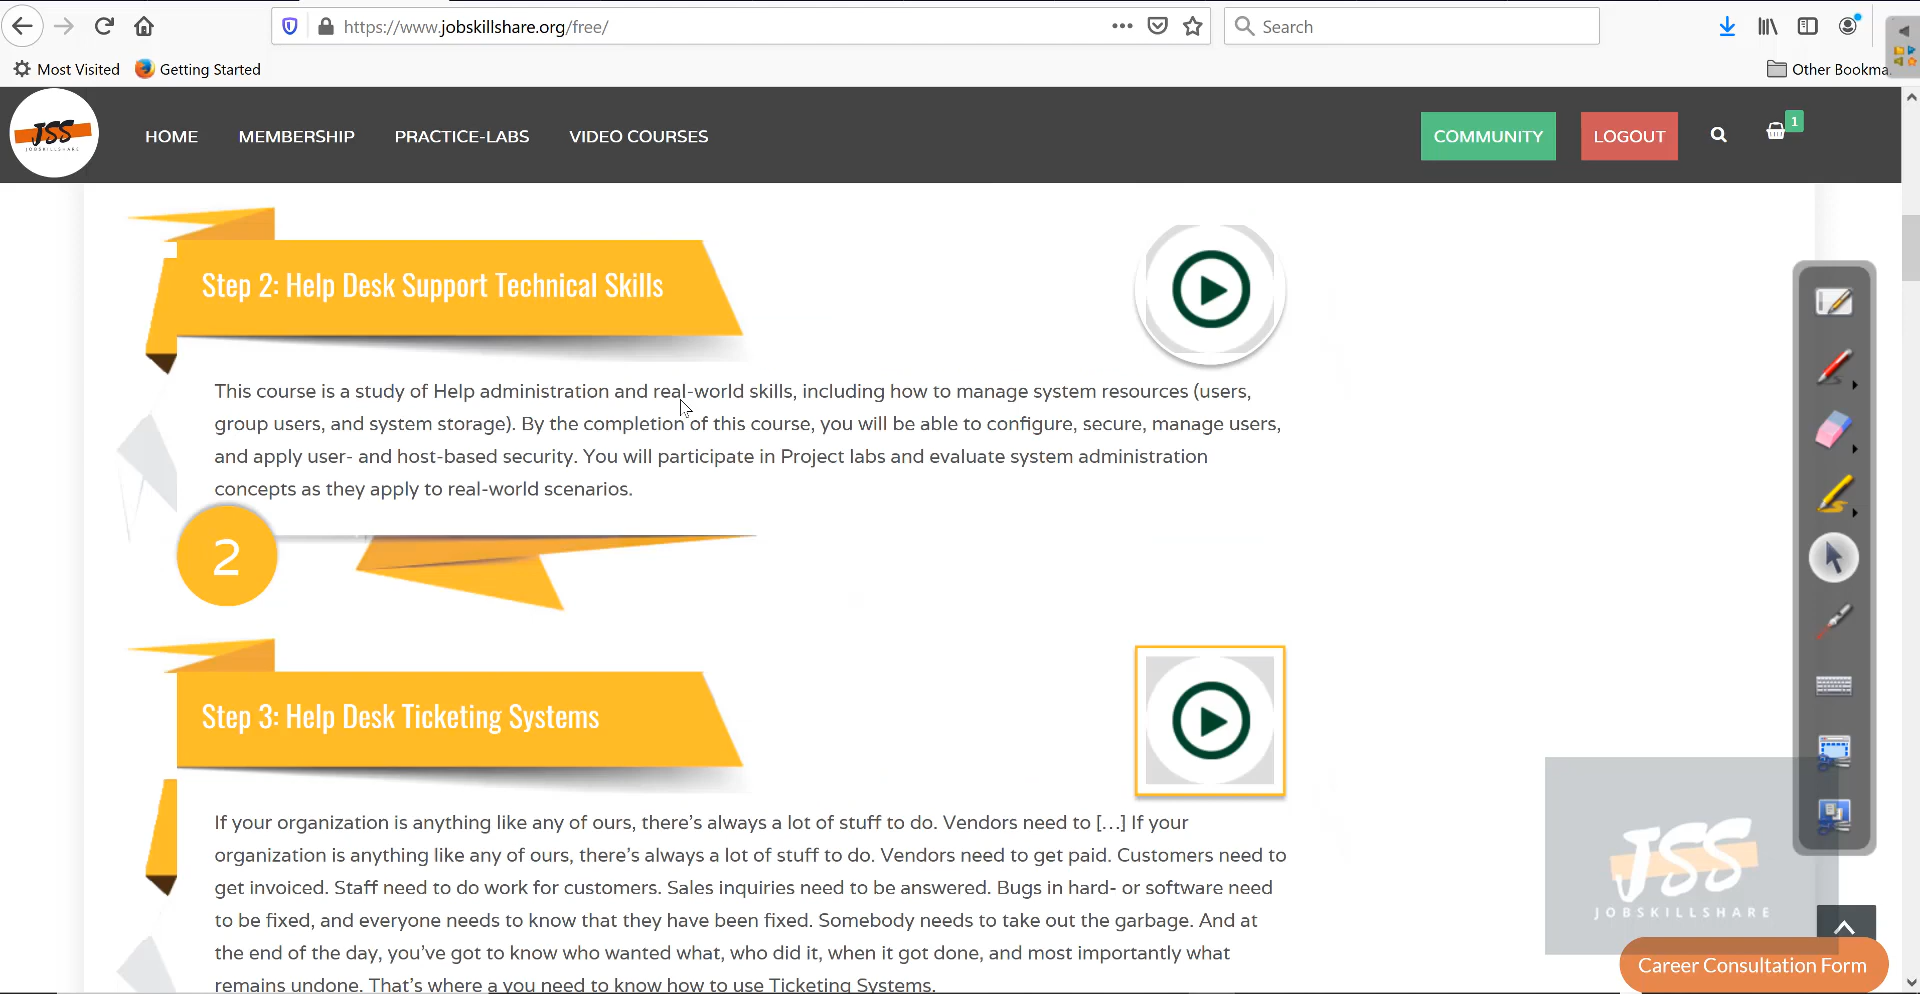 https://www.jobskillshare.org/free/
Search
Most Visited
Getting Started
Other Bookma
JSS
JOBSKILLSHARE
HOME
MEMBERSHIP
PRACTICE-LABS
VIDEO COURSES
COMMUNITY
LOGOUT
1
Step 2: Help Desk Support Technical Skills
This course is a study of Help administration and real-world skills, including how to manage system resources (users,
group users, and system storage). By the completion of this course, you will be able to configure, secure, manage users,
and apply user- and host-based security. You will participate in Project labs and evaluate system administration
concepts as they apply to real-world scenarios.
2
Step 3: Help Desk Ticketing Systems
If your organization is anything like any of ours, there's always a lot of stuff to do. Vendors need to […] If your
organization is anything like any of ours, there's always a lot of stuff to do. Vendors need to get paid. Customers need to
get invoiced. Staff need to do work for customers. Sales inquiries need to be answered. Bugs in hard- or software need
to be fixed, and everyone needs to know that they have been fixed. Somebody needs to take out the garbage. And at
the end of the day, you've got to know who wanted what, who did it, when it got done, and most importantly what
remains undone. That's where a you need to know how to use Ticketing Systems.
JSS
JOBSKILLSHARE
Career Consultation Form